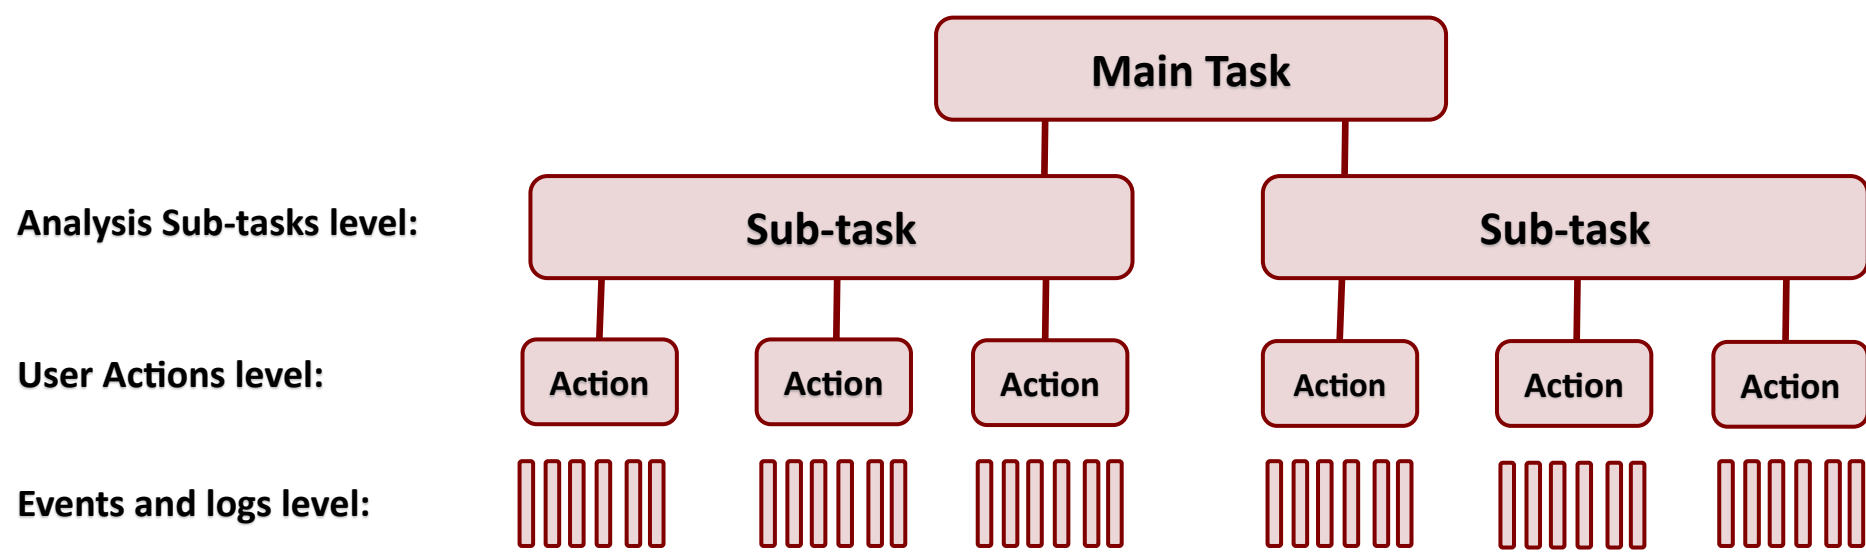 Main Task
Analysis Sub-tasks level:
Sub-task
Sub-task
User Actions level:
Action
Action
Action
Action
Action
Action
Events and logs level: